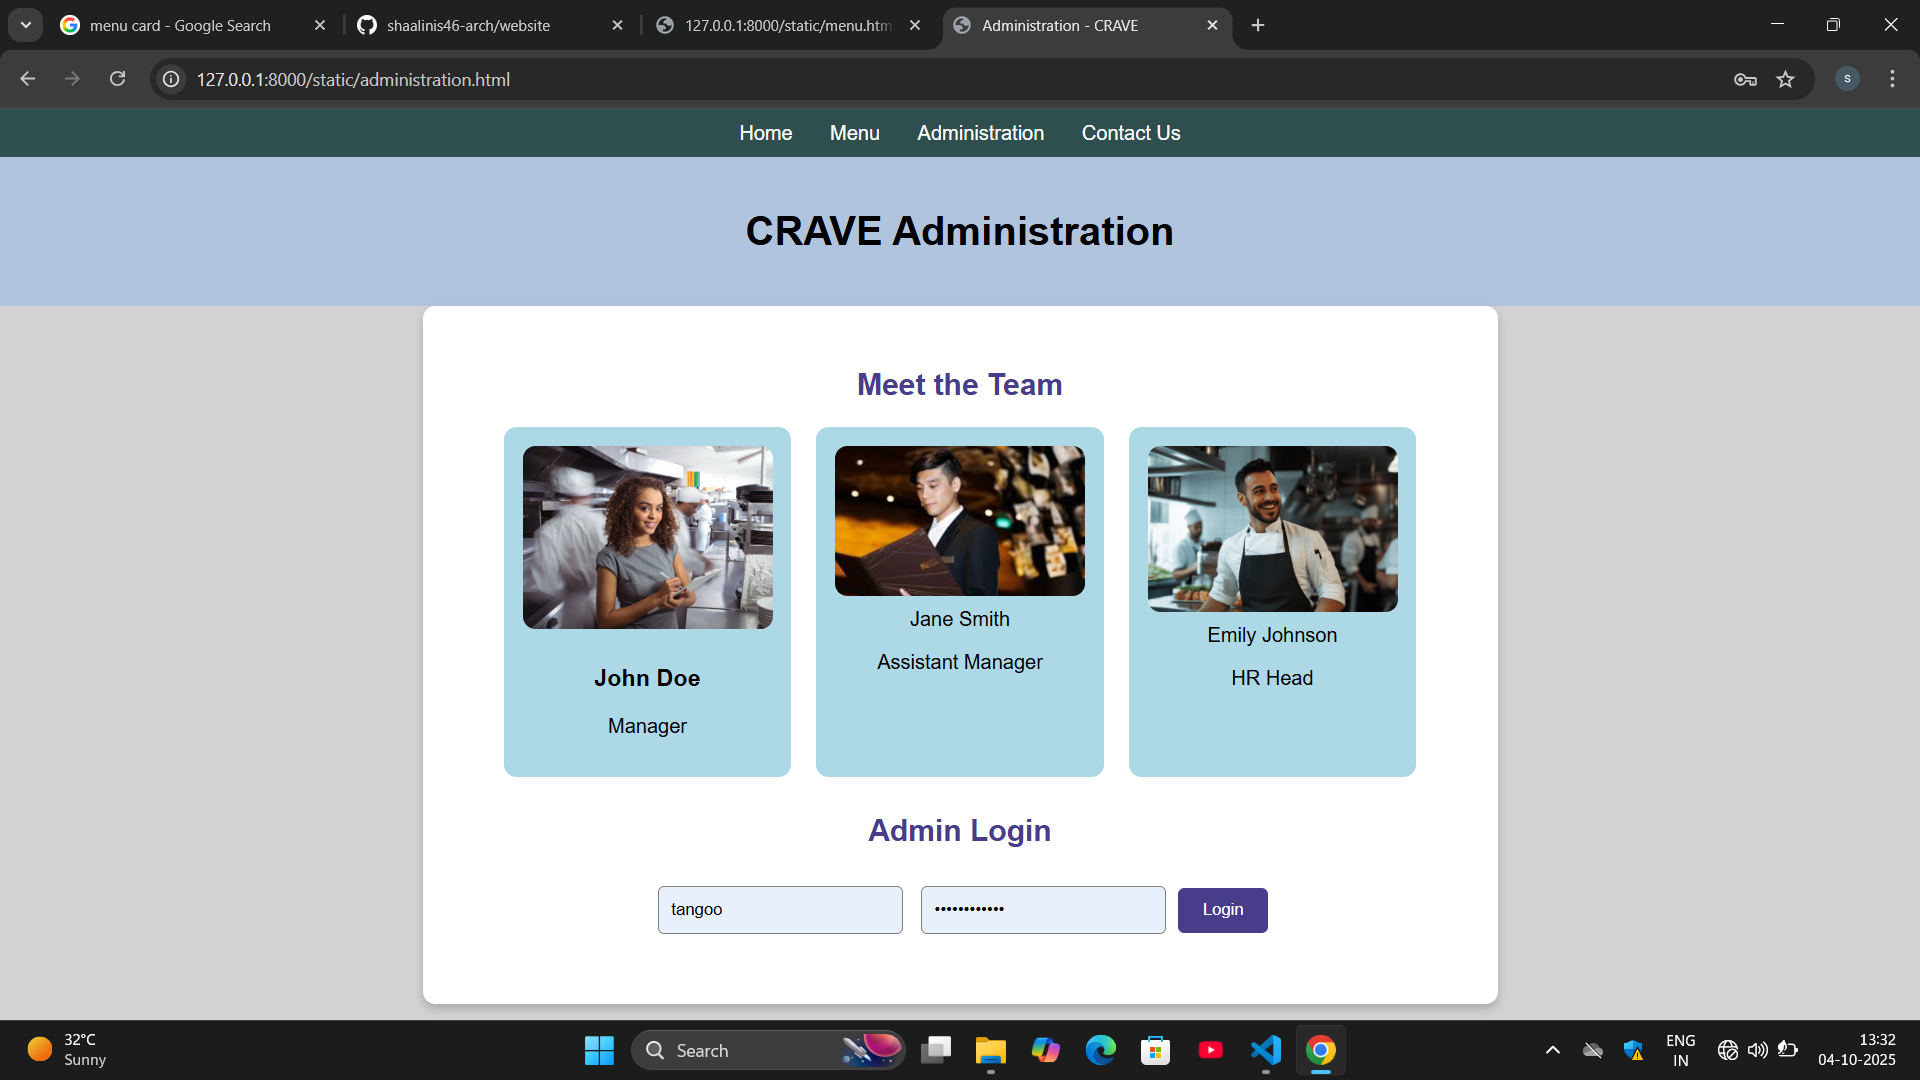 menu card - Google Search
shaalinis46-arch/website
127.0.0.1:8000/static/menu.htm
Administration - CRAVE
127.0.0.1:8000/static/administration.html
S
Home Menu Administration Contact Us
CRAVE Administration
Meet the Team
John Doe
Manager
Jane Smith
Assistant Manager
Emily Johnson
HR Head
Admin Login
tangoo
••••••••••••
Login
32°C
Sunny
Search
ENG
IN
13:32
04-10-2025